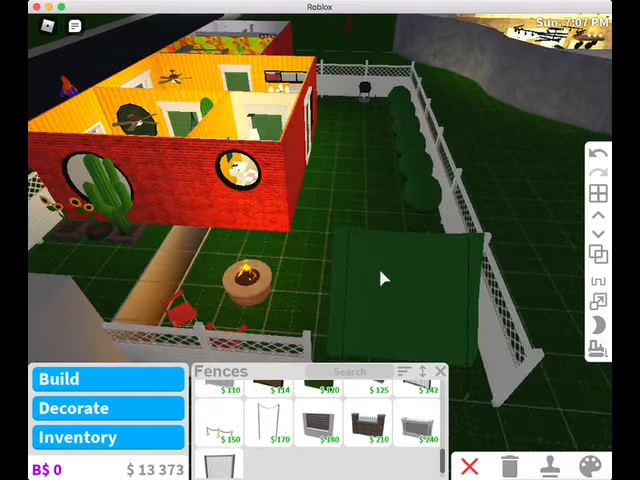 Roblox
Sun, 7:07 PM
Build
Decorate
Inventory
B$ 0
$ 13 373
Fences
Search
$ 110
$ 114
$ 120
$ 125
$ 142
$ 150
$ 170
$ 180
$ 210
$ 240